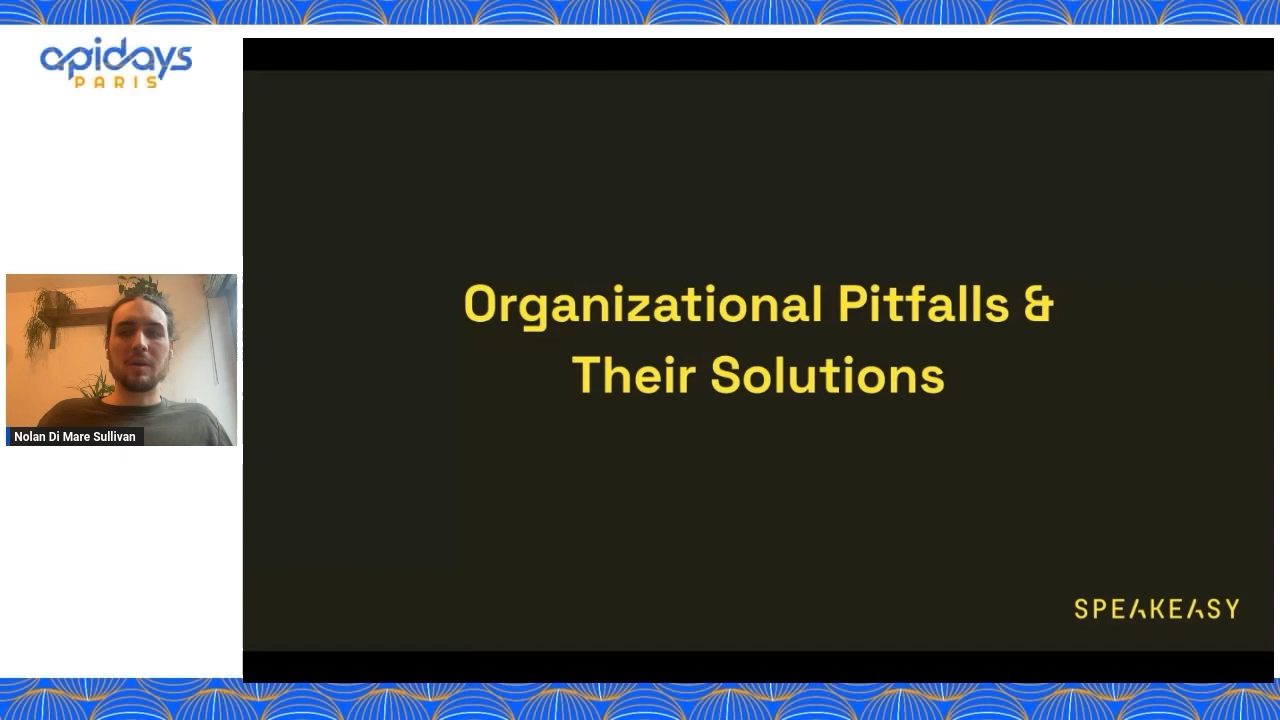 apidays
PARIS
Organizational Pitfalls &
Their Solutions
Nolan Di Mare Sullivan
SPEAKEASY